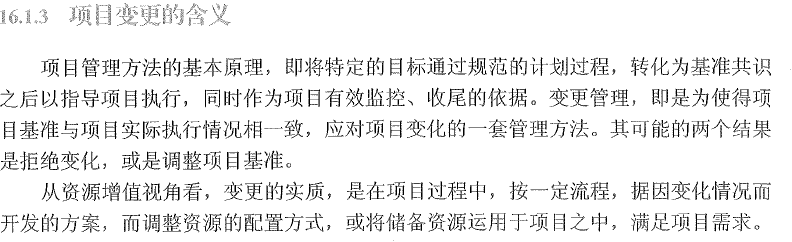 16.1.3 项目变更的含义
项目管理方法的基本原理，即将特定的目标通过规范的计划过程，转化为基准共识
之后以指导项目执行，同时作为项目有效监控、收尾的依据。变更管理，即是为使得项
目基准与项目实际执行情况相一致，应对项目变化的一套管理方法。其可能的两个结果
是拒绝变化，或是调整项目基准。
从资源增值视角看，变更的实质，是在项目过程中，按一定流程，据因变化情况而
开发的方案，而调整资源的配置方式，或将储备资源运用于项目之中，满足项目需求。